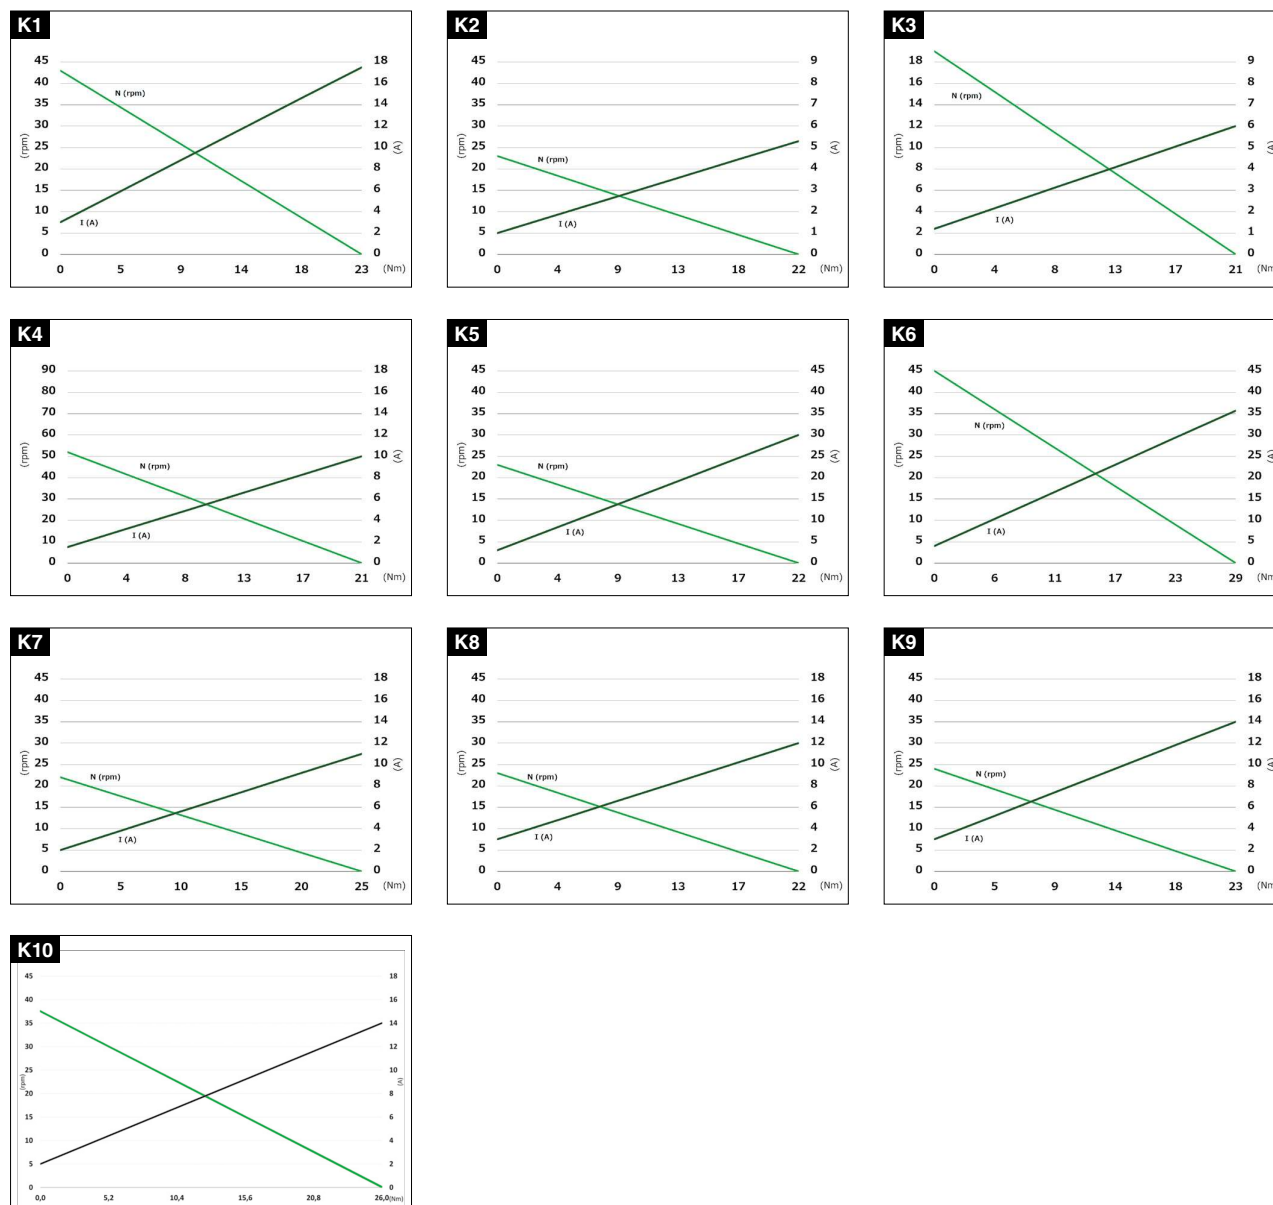 K1
45 18
40 16
N (rpm)
35 14
30 12
(rpm) 25 10 (A)
20 8
15 6
I (A)
10 4
5 2
0 0
0 5 9 14 18 23 (Nm)
K2
45 9
40 8
35 7
30 6
(rpm) 25 5 (A)
N (rpm)
20 4
15 3
10 2
I (A)
5 1
0 0
0 4 9 13 18 22 (Nm)
K3
18 9
16 8
N (rpm)
14 7
12 6
(rpm) 10 5 (A)
8 4
6 3
4 2
I (A)
2 1
0 0
0 4 8 13 17 21 (Nm
K4
90 18
80 16
70 14
60 12
(rpm) 50 10 (A)
N (rpm)
40 8
30 6
20 4
I (A)
10 2
0 0
0 4 8 13 17 21 (Nm)
K5
45 45
40 40
35 35
30 30
(rpm) 25 25 (A)
N (rpm)
20 20
15 15
10 10
I (A)
5 5
0 0
0 4 9 13 18 22 (Nm)
K6
45 45
40 40
35 35
N (rpm)
30 30
(rpm) 25 25 (A)
20 20
15 15
10 10
I (A)
5 5
0 0
0 6 11 17 23 29 (Nm
K7
45 18
40 16
35 14
30 12
(rpm) 25 10 (A)
N (rpm)
20 8
15 6
10 4
I (A)
5 2
0 0
0 5 10 15 20 25 (Nm)
K8
45 18
40 16
35 14
30 12
(rpm) 25 10 (A)
N (rpm)
20 8
15 6
10 4
I (A)
5 2
0 0
0 4 9 13 18 22 (Nm)
K9
45 18
40 16
35 14
30 12
(rpm) 25 10 (A)
N (rpm)
20 8
15 6
10 4
I (A)
5 2
0 0
0 5 9 14 18 23 (Nm
K10
45 18
40 16
35 14
30 12
25 10
(rpm) (A)
20 8
15 6
10 4
5 2
0 0
0,0 5,2 10,4 15,6 20,8 26,0 (Nm)